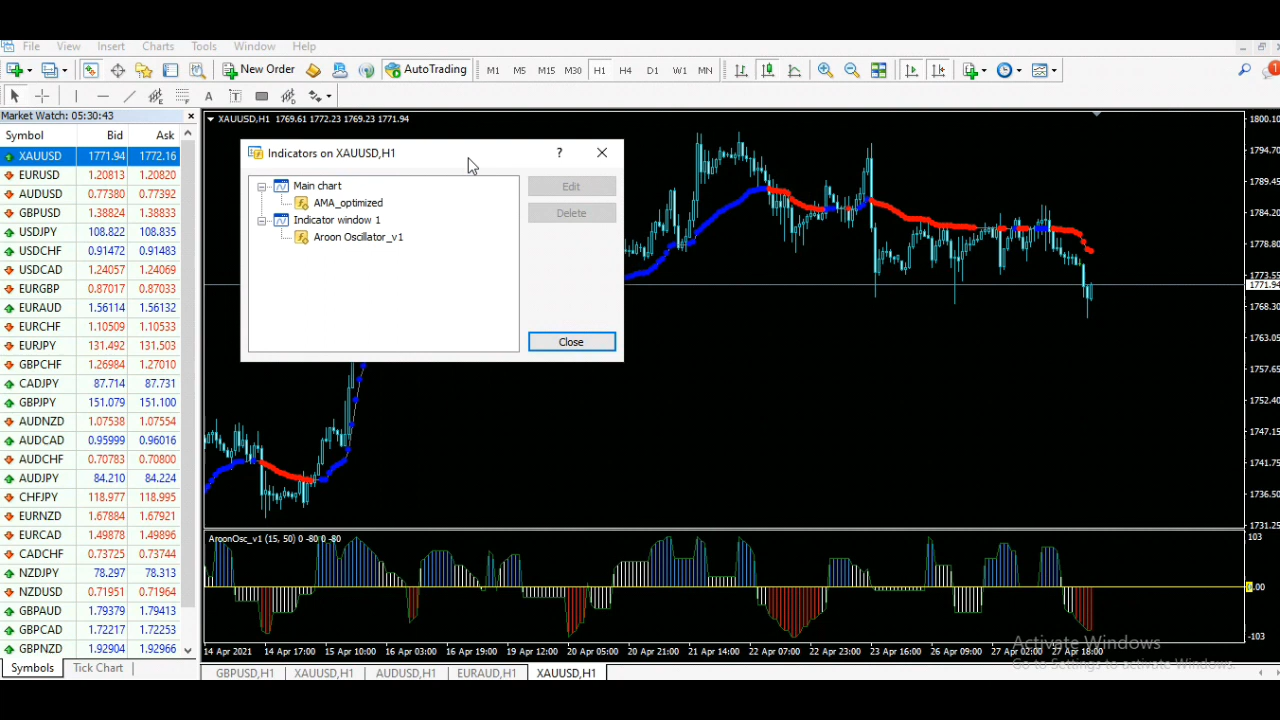 File View Insert Charts Tools Window Help
New Order AutoTrading M1 M5 M15 M30 H1 H4 D1 W1 MN 1
A T
Market Watch: 05:30:43
Symbol Bid Ask
XAUUSD 1771.94 1772.16
EURUSD 1.20813 1.20820
AUDUSD 0.77380 0.77392
GBPUSD 1.38824 1.38833
USDJPY 108.822 108.835
USDCHF 0.91472 0.91483
USDCAD 1.24057 1.24069
EURGBP 0.87017 0.87033
EURAUD 1.56114 1.56132
EURCHF 1.10509 1.10533
EURJPY 131.492 131.503
GBPCHF 1.26984 1.27010
CADJPY 87.714 87.731
GBPJPY 151.079 151.100
AUDNZD 1.07538 1.07554
AUDCAD 0.95999 0.96016
AUDCHF 0.70783 0.70800
AUDJPY 84.210 84.224
CHFJPY 118.977 118.995
EURNZD 1.67884 1.67921
EURCAD 1.49878 1.49896
CADCHF 0.73725 0.73744
NZDJPY 78.297 78.313
NZDUSD 0.71951 0.71964
GBPAUD 1.79379 1.79413
GBPCAD 1.72217 1.72253
GBPNZD 1.92904 1.92966
Symbols Tick Chart
XAUUSD,H1 1769.61 1772.23 1769.23 1771.94
Indicators on XAUUSD,H1 ?
Main chart
AMA_optimized
Indicator window 1
Aroon Oscillator_v1
Edit
Delete
Close
1800.10
1794.70
1789.45
1784.20
1778.80
1773.55
1771.94
1768.30
1763.05
1757.65
1752.40
1747.15
1741.75
1736.50
1731.25
AroonOsc_v1 (15, 50) 0 -80 0 -80
103
0.00
-103
14 Apr 2021 14 Apr 17:00 15 Apr 10:00 16 Apr 03:00 16 Apr 19:00 19 Apr 12:00 20 Apr 05:00 20 Apr 21:00 21 Apr 14:00 22 Apr 07:00 22 Apr 23:00 23 Apr 16:00 26 Apr 09:00 27 Apr 02:00 27 Apr 18:00
Activate Windows
Go to Settings to activate Windows.
GBPUSD,H1 XAUUSD,H1 AUDUSD,H1 EURAUD,H1 XAUUSD,H1